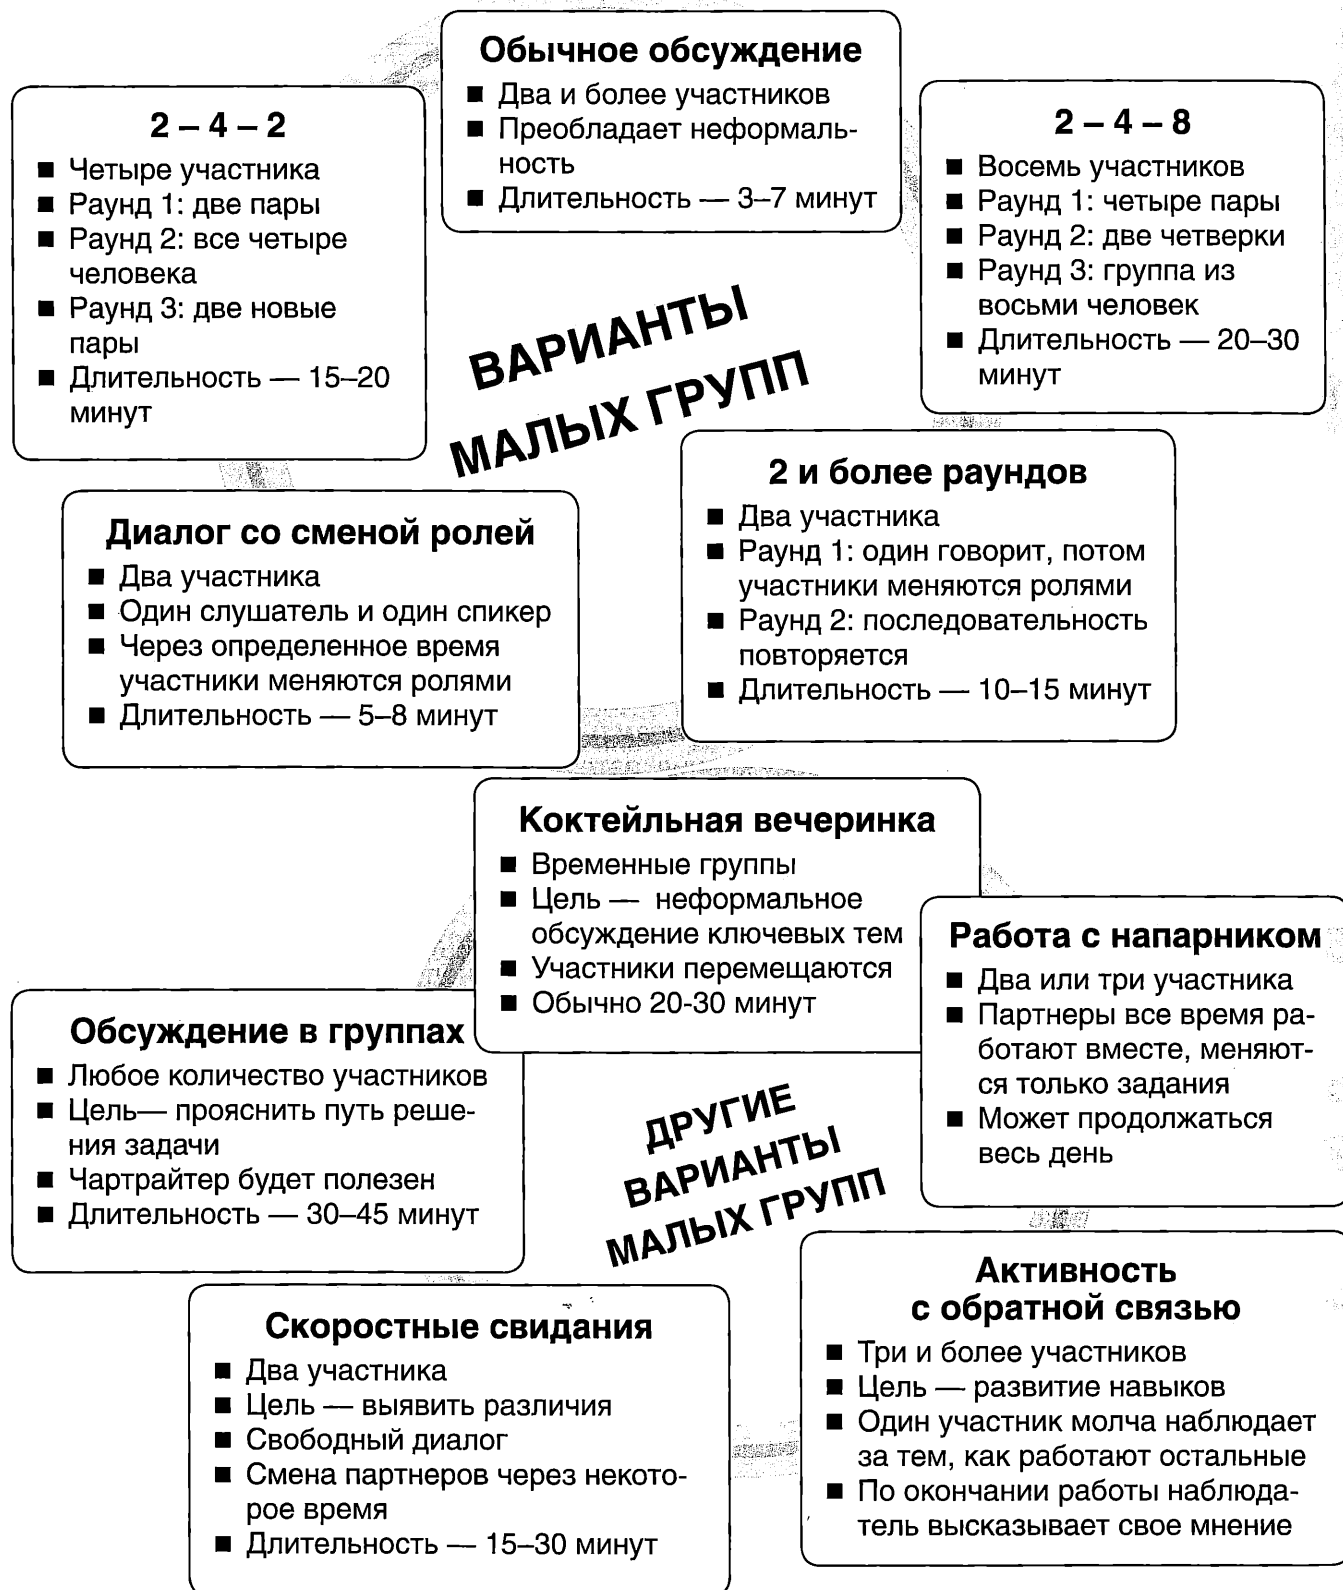 Обычное обсуждение
■ Два и более участников
■ Преобладает неформаль-
ность
■ Длительность — 3–7 минут
2 – 4 – 2
■ Четыре участника
■ Раунд 1: две пары
■ Раунд 2: все четыре
человека
■ Раунд 3: две новые
пары
■ Длительность — 15–20
минут
2 – 4 – 8
■ Восемь участников
■ Раунд 1: четыре пары
■ Раунд 2: две четверки
■ Раунд 3: группа из
восьми человек
■ Длительность — 20–30
минут
ВАРИАНТЫ
МАЛЫХ ГРУПП
Диалог со сменой ролей
■ Два участника
■ Один слушатель и один спикер
■ Через определенное время
участники меняются ролями
■ Длительность — 5–8 минут
2 и более раундов
■ Два участника
■ Раунд 1: один говорит, потом
участники меняются ролями
■ Раунд 2: последовательность
повторяется
■ Длительность — 10–15 минут
Коктейльная вечеринка
■ Временные группы
■ Цель — неформальное
обсуждение ключевых тем
■ Участники перемещаются
■ Обычно 20-30 минут
Работа с напарником
■ Два или три участника
■ Партнеры все время ра-
ботают вместе, меняют-
ся только задания
■ Может продолжаться
весь день
Обсуждение в группах
■ Любое количество участников
■ Цель— прояснить путь реше-
ния задачи
■ Чартрайтер будет полезен
■ Длительность — 30–45 минут
ДРУГИЕ
ВАРИАНТЫ
МАЛЫХ ГРУПП
Скоростные свидания
■ Два участника
■ Цель — выявить различия
■ Свободный диалог
■ Смена партнеров через некото-
рое время
■ Длительность — 15–30 минут
Активность
с обратной связью
■ Три и более участников
■ Цель — развитие навыков
■ Один участник молча наблюдает
за тем, как работают остальные
■ По окончании работы наблюда-
тель высказывает свое мнение